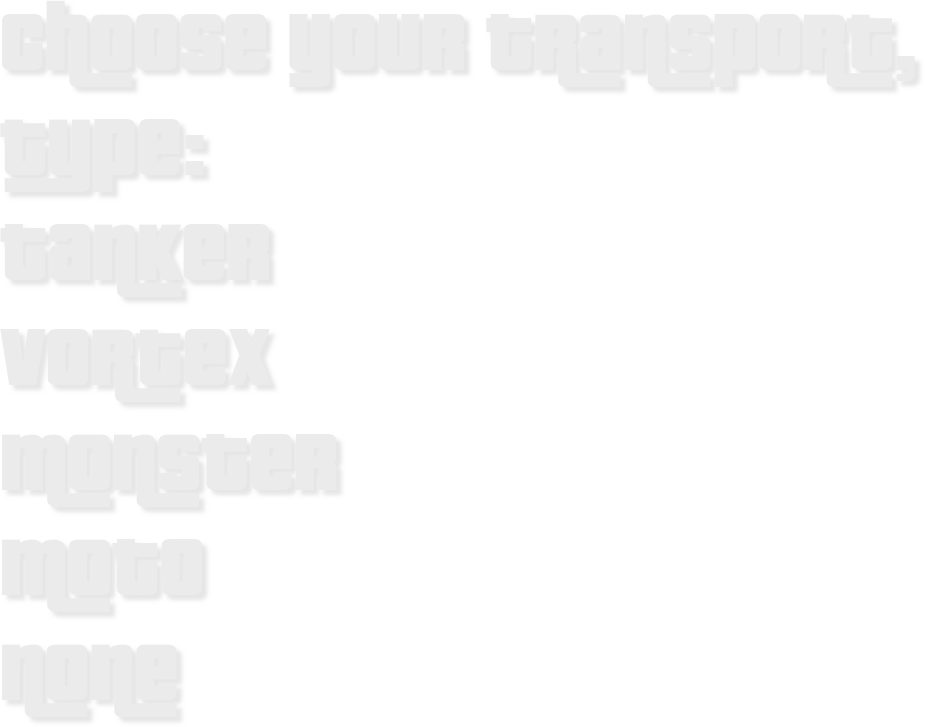 choose your transport,
type:
tanker
vortex
monster
moto
none